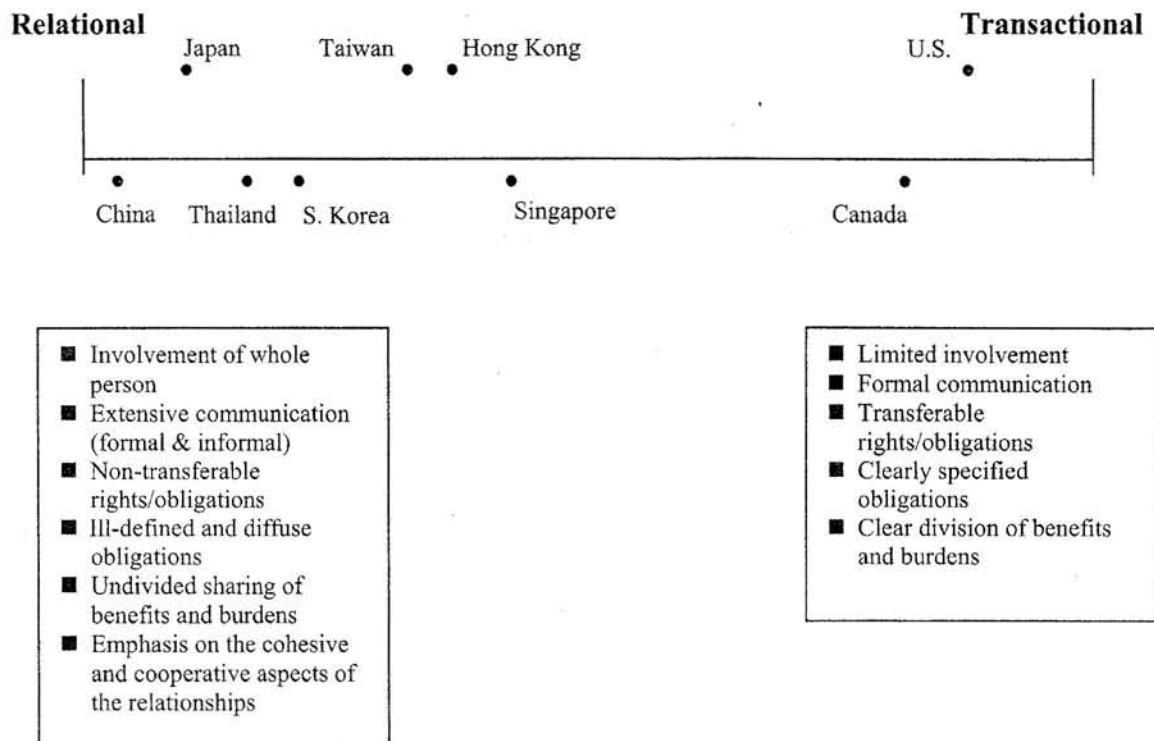 Relational
Transactional
Japan
Taiwan
Hong Kong
U.S.
China
Thailand
S. Korea
Singapore
Canada
■ Involvement of whole
person
■ Extensive communication
(formal & informal)
■ Non-transferable
rights/obligations
■ Ill-defined and diffuse
obligations
■ Undivided sharing of
benefits and burdens
■ Emphasis on the cohesive
and cooperative aspects of
the relationships
■ Limited involvement
■ Formal communication
■ Transferable
rights/obligations
■ Clearly specified
obligations
■ Clear division of benefits
and burdens